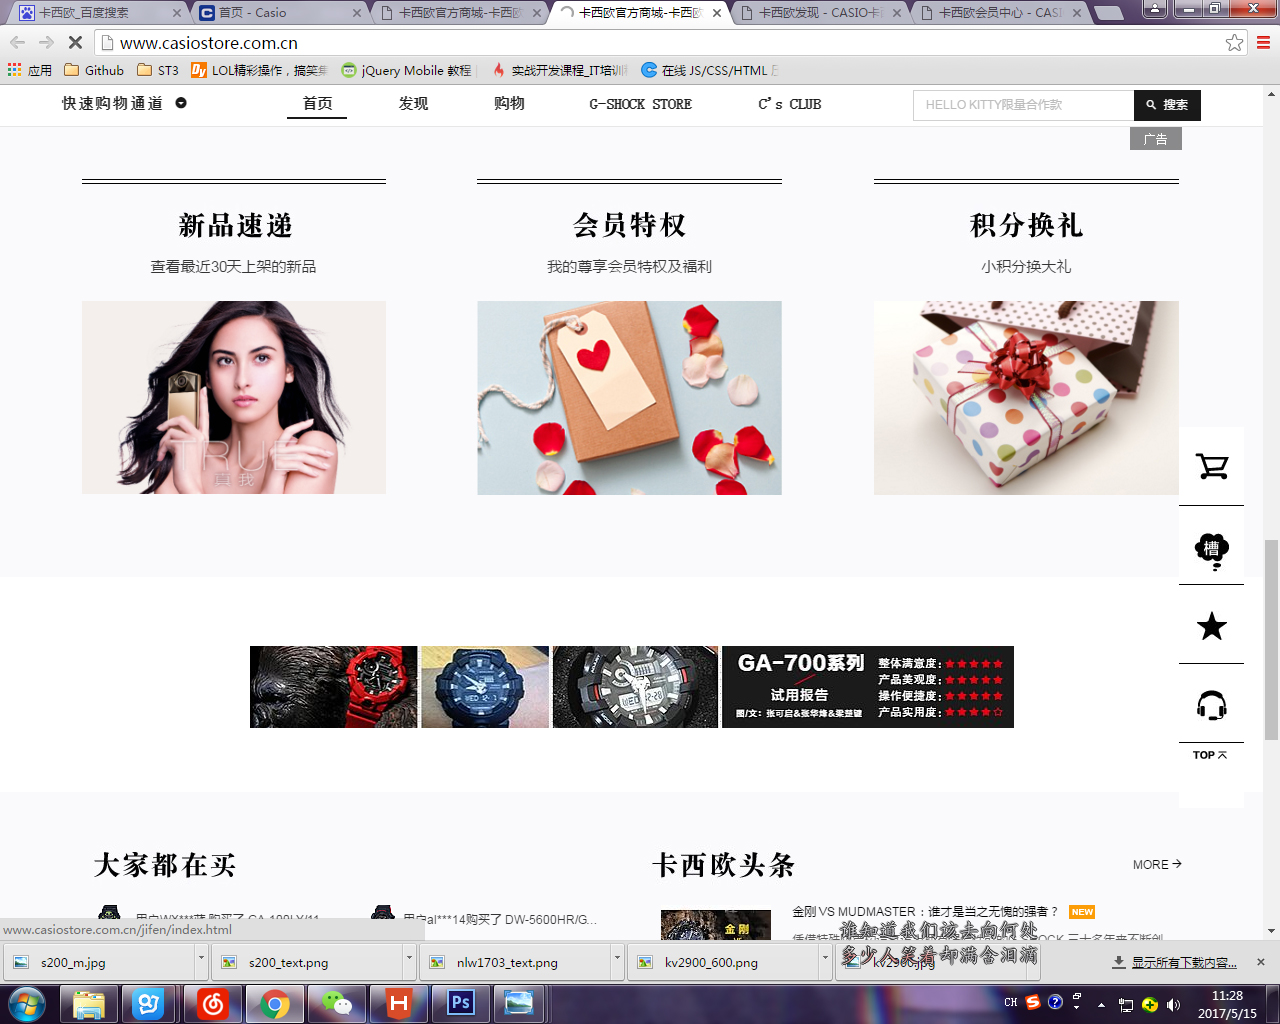 卡西欧_百度搜索
首页 - Casio
卡西欧官方商城-卡西欧
卡西欧官方商城-卡西欧
卡西欧发现 - CASIO卡
卡西欧会员中心 - CAS
www.casiostore.com.cn
应用
Github
ST3
LOL精彩操作，搞笑集
jQuery Mobile 教程
实战开发课程_IT培训
在线 JS/CSS/HTML
快速购物通道
首页
发现
购物
G-SHOCK STORE
C's CLUB
HELLO KITTY限量合作款
搜索
广告
新品速递
会员特权
积分换礼
查看最近30天上架的新品
我的尊享会员特权及福利
小积分换大礼
TRUE
真我
槽
TOP
GA-700系列
试用报告
图/文：张可启&张华烽&梁楚键
整体满意度：
产品美观度：
操作便捷度：
产品实用度：
大家都在买
卡西欧头条
MORE
用户al***14购买了 DW-5600HR/G...
金刚
金刚 VS MUDMASTER：谁才是当之无愧的强者？
NEW
www.casiostore.com.cn/jifen/index.html
谁知道我们该去向何处
多少人笑着却满含泪滴
s200_m.jpg
s200_text.png
nlw1703_text.png
kv2900_600.png
kv2900.jpg
显示所有下载内容...
Ps
CH
11:28
2017/5/15